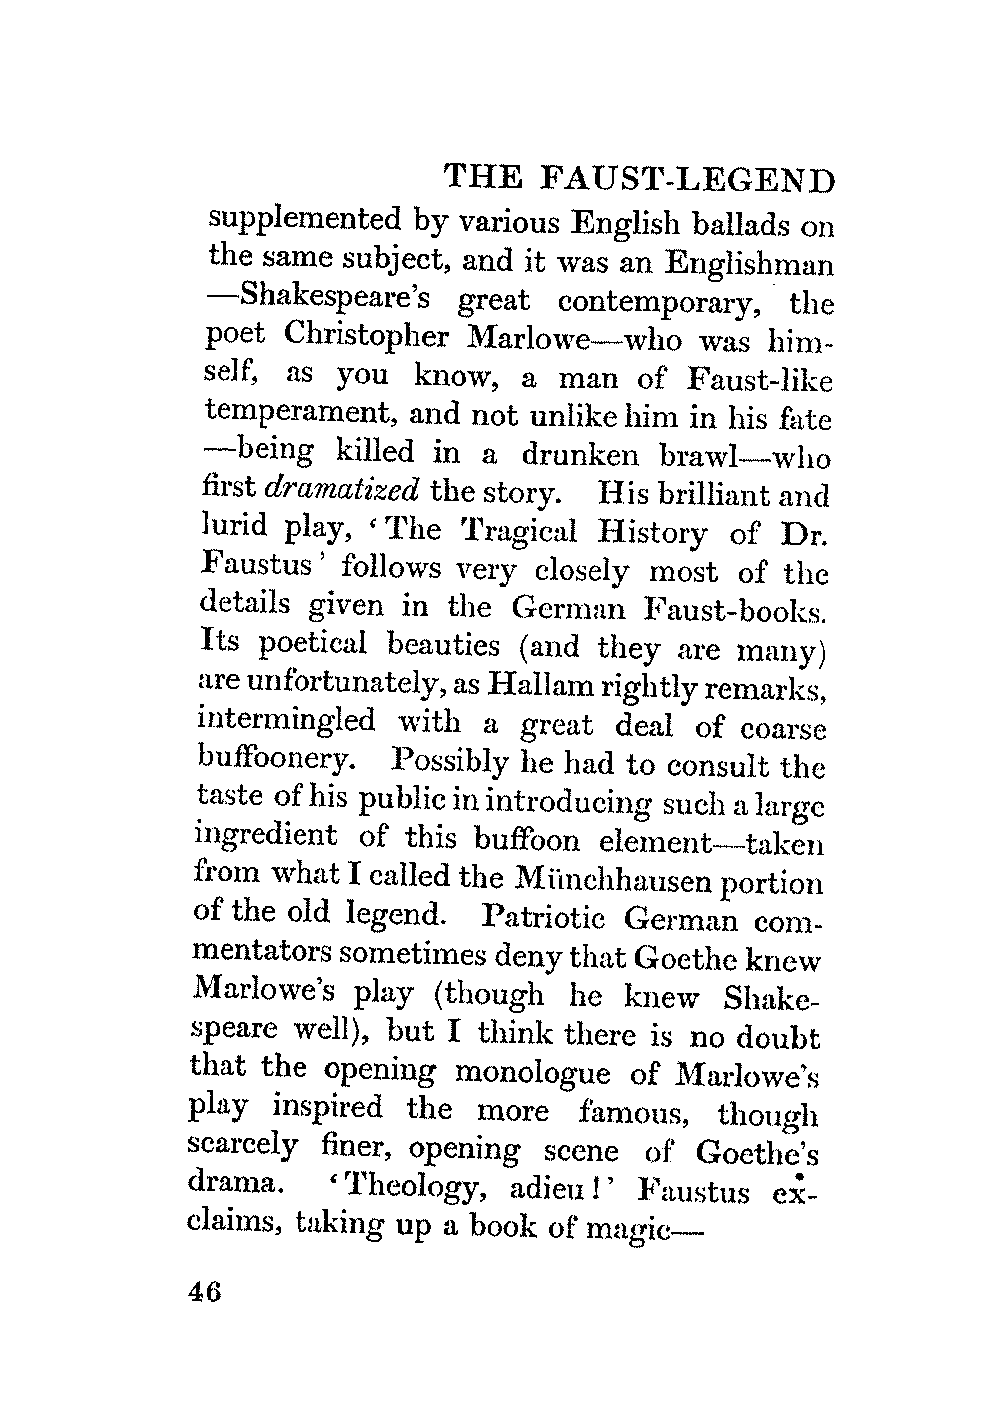 THE FAUST-LEGEND
supplemented by various English ballads on
the same subject, and it was an Englishman
—Shakespeare's great contemporary, the
poet Christopher Marlowe—who was him-
self, as you know, a man of Faust-like
temperament, and not unlike him in his fate
—being killed in a drunken brawl—who
first dramatized the story. His brilliant and
lurid play, ‘The Tragical History of Dr.
Faustus’ follows very closely most of the
details given in the German Faust-books.
Its poetical beauties (and they are many)
are unfortunately, as Hallam rightly remarks,
intermingled with a great deal of coarse
buffoonery. Possibly he had to consult the
taste of his public in introducing such a large
ingredient of this buffoon element—taken
from what I called the Münchhausen portion
of the old legend. Patriotic German com-
mentators sometimes deny that Goethe knew
Marlowe's play (though he knew Shake-
speare well), but I think there is no doubt
that the opening monologue of Marlowe's
play inspired the more famous, though
scarcely finer, opening scene of Goethe's
drama. ‘Theology, adieu!’ Faustus ex-
claims, taking up a book of magic—
46